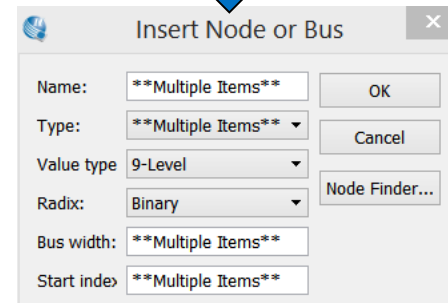 Insert Node or Bus
Name: **Multiple Items** OK
Type: **Multiple Items** Cancel
Value type 9-Level
Node Finder...
Radix: Binary
Bus width: **Multiple Items**
Start index **Multiple Items**